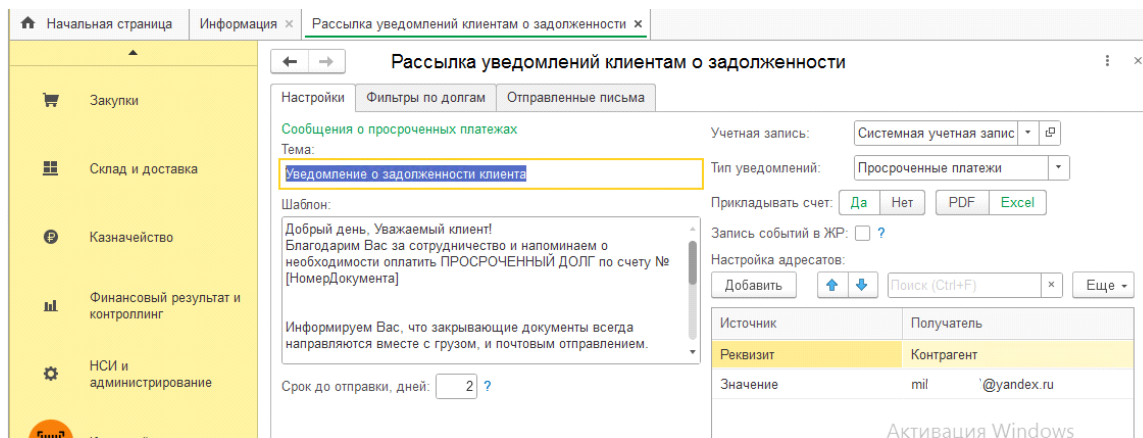 Начальная страница
Информация ×
Рассылка уведомлений клиентам о задолженности ×
Рассылка уведомлений клиентам о задолженности
Закупки
Склад и доставка
Казначейство
Финансовый результат и
контроллинг
НСИ и
администрирование
Настройки
Фильтры по долгам
Отправленные письма
Сообщения о просроченных платежах
Тема:
Уведомление о задолженности клиента
Шаблон:
Добрый день, Уважаемый клиент!
Благодарим Вас за сотрудничество и напоминаем о
необходимости оплатить ПРОСРОЧЕННЫЙ ДОЛГ по счету №
[НомерДокумента]
Информируем Вас, что закрывающие документы всегда
направляются вместе с грузом, и почтовым отправлением.
Срок до отправки, дней: 2 ?
Учетная запись: Системная учетная запис
Тип уведомлений: Просроченные платежи
Прикладывать счет: Да Нет PDF Excel
Запись событий в ЖР: ?
Настройка адресатов:
Добавить
Поиск (Ctrl+F) ×
Еще
Источник Получатель
Реквизит Контрагент
Значение mil @yandex.ru
Активация Windows